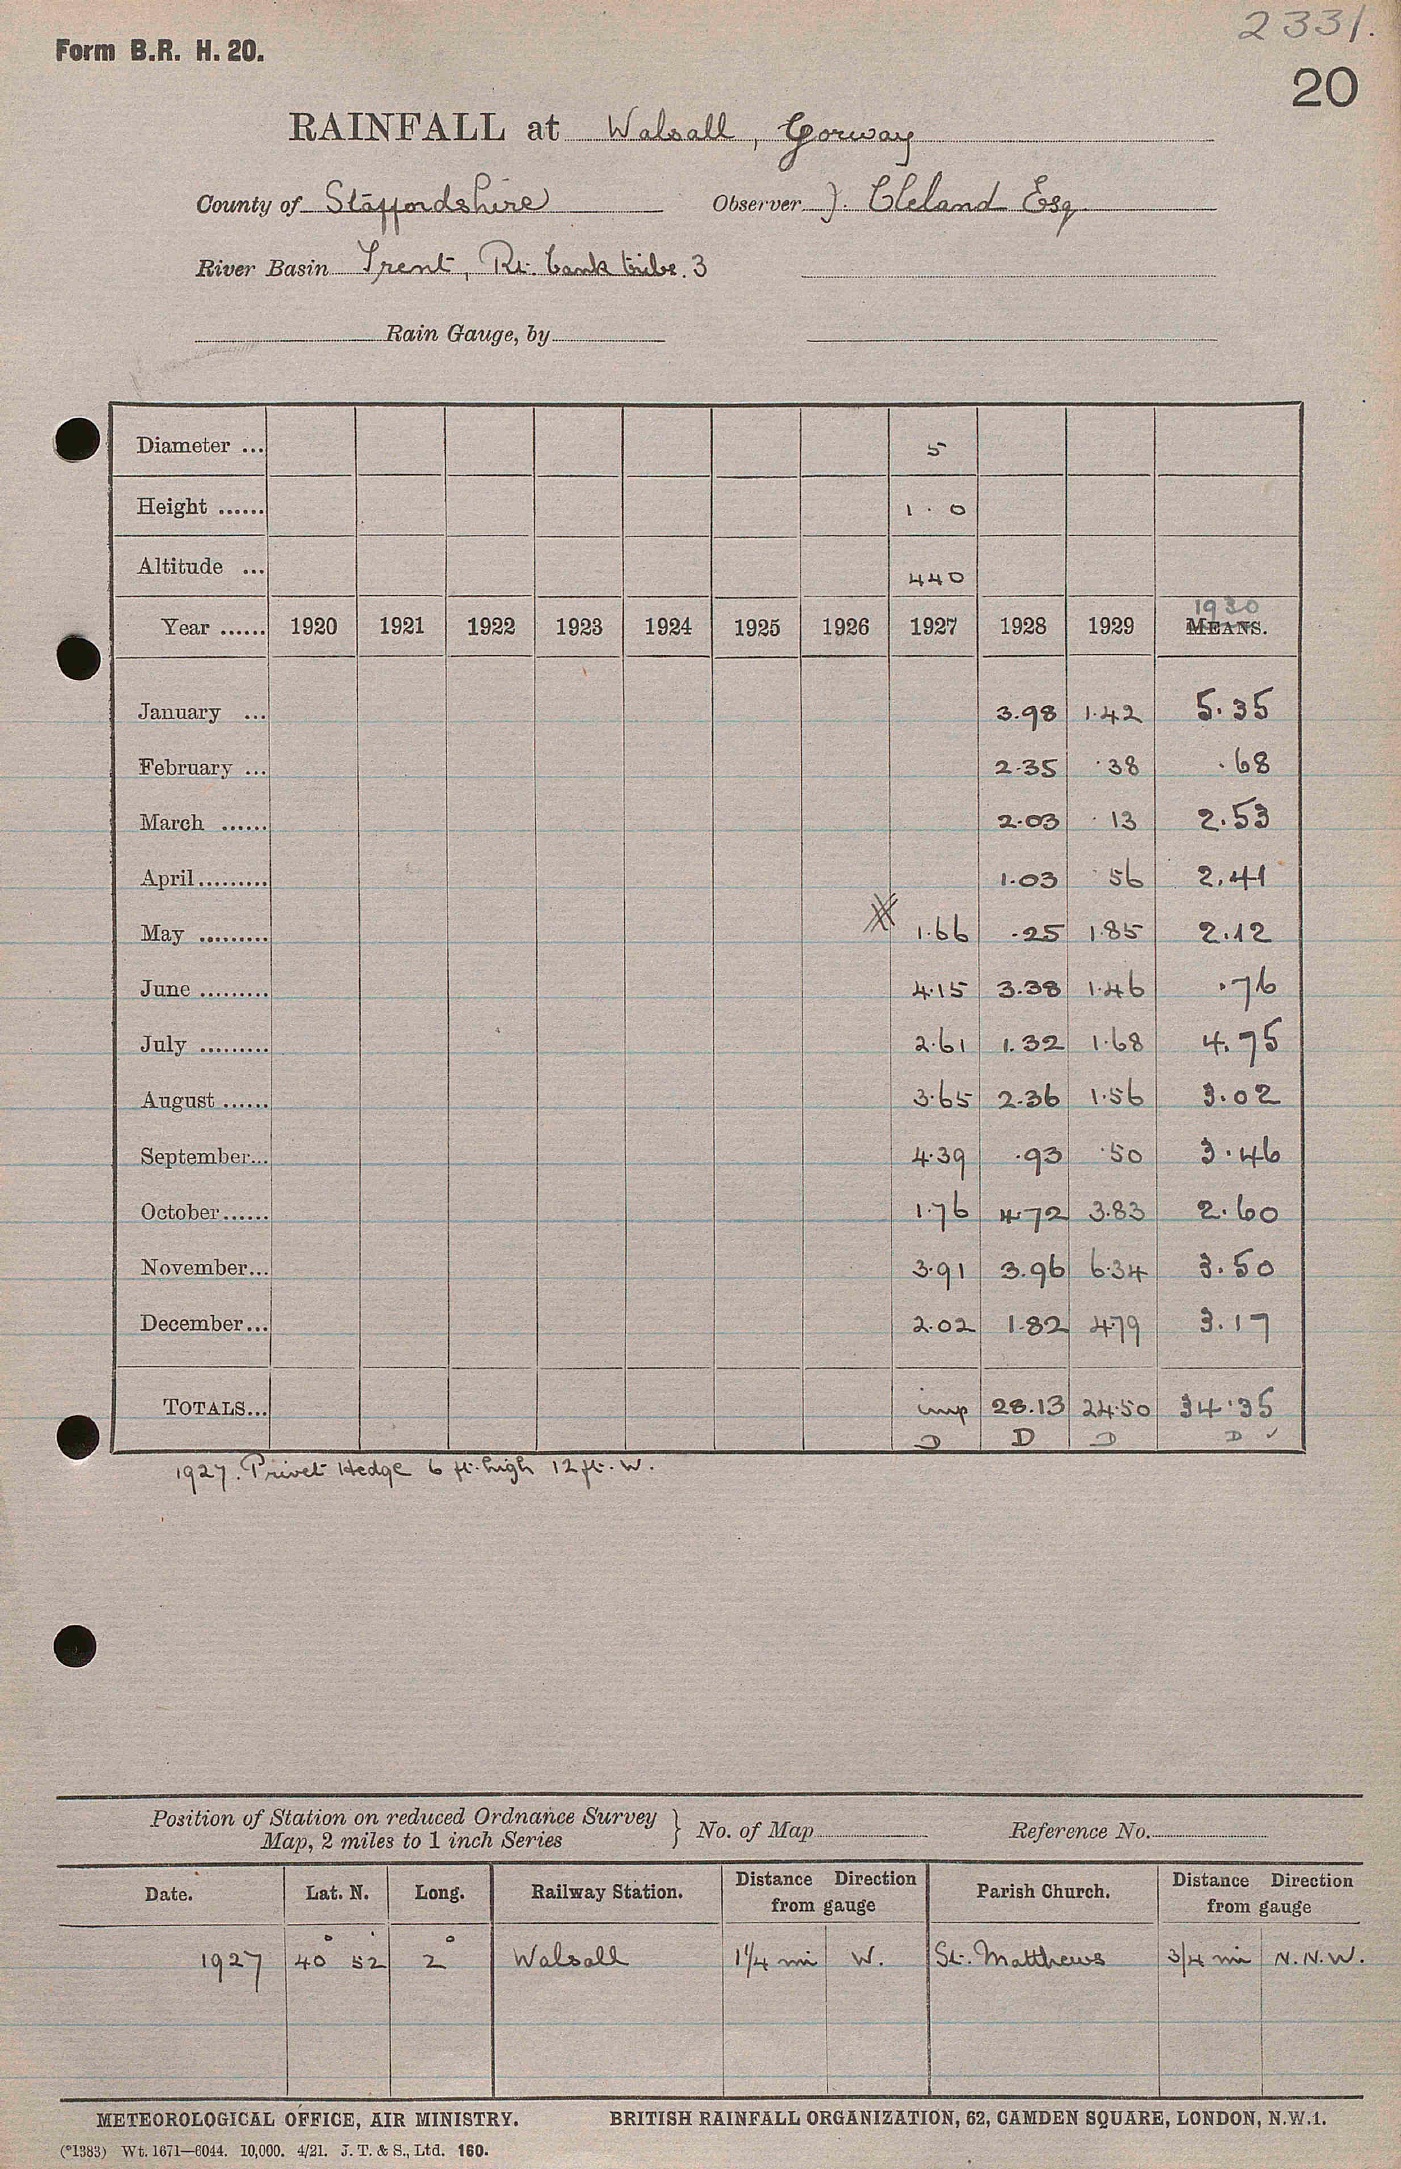 2331.
Form B.R. H. 20.
20
RAINFALL at Walsall, Gorway
County of Staffordshire Observer J. Cleland Esq
River Basin Trent, Rt. bank tribs. 3
Rain Gauge, by
Diameter ... 5
Height ...... 1 . 0
Altitude ... 440
1930
Year ...... 1920 1921 1922 1923 1924 1925 1926 1927 1928 1929 MEANS.
January ... 3.98 1.42 5.35
February ... 2.35 .38 .68
March ...... 2.03 .13 2.53
April......... 1.03 .56 2.41
May ......... 1.66 .25 1.85 2.12
June ......... 4.15 3.38 1.46 .76
July ......... 2.61 1.32 1.68 4.75
August ...... 3.65 2.36 1.56 3.02
September... 4.39 .93 .50 3.46
October...... 1.76 4.72 3.83 2.60
November... 3.91 3.96 6.34 3.50
December... 2.02 1.82 4.79 3.17
TOTALS... imp 28.13 24.50 34.35
D D D D ✓
1927. Privet Hedge 6 ft. high 12 ft. W.
Position of Station on reduced Ordnance Survey
Map, 2 miles to 1 inch Series } No. of Map Reference No.
Date. Lat. N. Long. Railway Station. Distance Direction from gauge Parish Church. Distance Direction from gauge
1927 40° 52' 2° Walsall 1¼ mi W. St. Matthews ¾ mi N.N.W.
METEOROLOGICAL OFFICE, AIR MINISTRY. BRITISH RAINFALL ORGANIZATION, 62, CAMDEN SQUARE, LONDON, N.W.1.
(*1383) Wt. 1671—6044. 10,000. 4/21. J. T. & S., Ltd. 160.